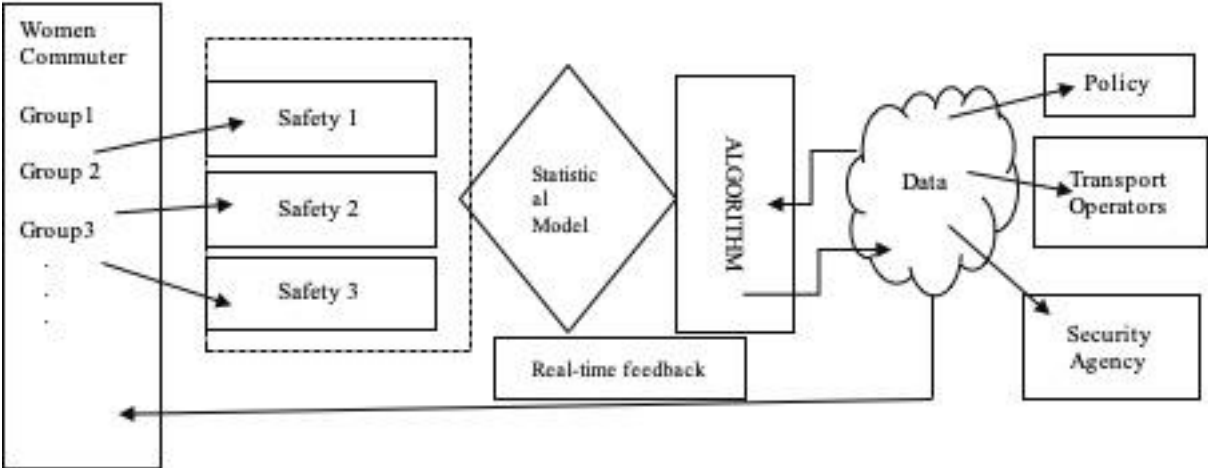 Women
Commuter
Group1
Group 2
Group3
.
.
.
Safety 1
Safety 2
Safety 3
Statistic
al
Model
ALGORITHM
Real-time feedback
Data
Policy
Transport
Operators
Security
Agency